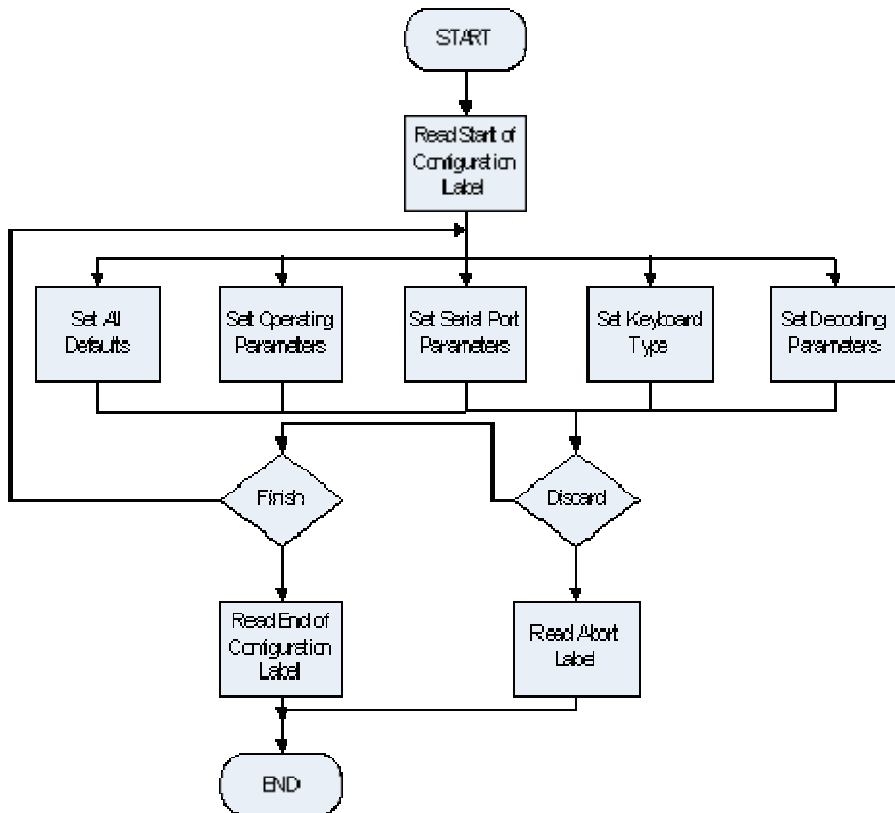 START
Read Start of
Configuration
Label
Set All
Defaults
Set Operating
Parameters
Set Serial Port
Parameters
Set Keyboard
Type
Set Decoding
Parameters
Finish
Discard
Read End of
Configuration
Label
Read Abort
Label
END